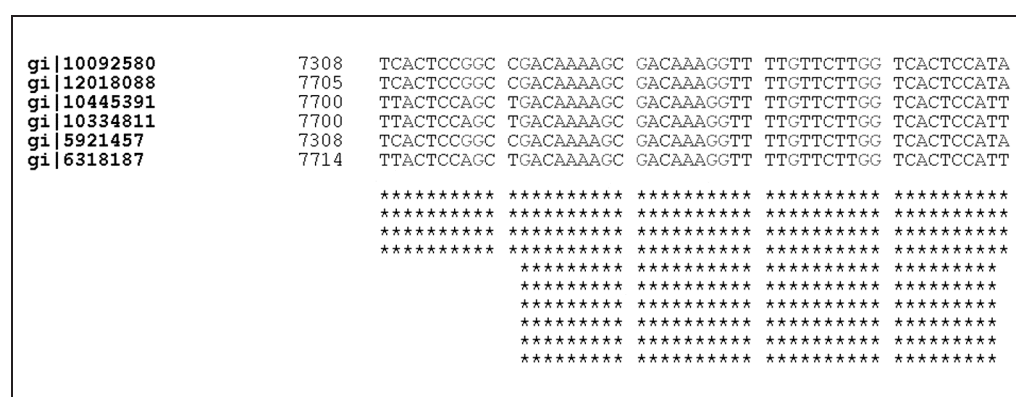 gi|10092580 7308 TCACTCCGGC CGACAAAAGC GACAAAGGTT TTGTTCTTGG TCACTCCATA
gi|12018088 7705 TCACTCCGGC CGACAAAAGC GACAAAGGTT TTGTTCTTGG TCACTCCATA
gi|10445391 7700 TTACTCCAGC TGACAAAAGC GACAAAGGTT TTGTTCTTGG TCACTCCATT
gi|10334811 7700 TTACTCCAGC TGACAAAAGC GACAAAGGTT TTGTTCTTGG TCACTCCATT
gi|5921457 7308 TCACTCCGGC CGACAAAAGC GACAAAGGTT TTGTTCTTGG TCACTCCATA
gi|6318187 7714 TTACTCCAGC TGACAAAAGC GACAAAGGTT TTGTTCTTGG TCACTCCATT
********** ********** ********** ********** **********
********** ********** ********** ********** **********
********** ********** ********** ********** **********
********** ********** ********** ********** **********
********* ********** ********** *********
********* ********** ********** *********
********* ********** ********** *********
********* ********** ********** *********
********* ********** ********** *********
********* ********** ********** *********